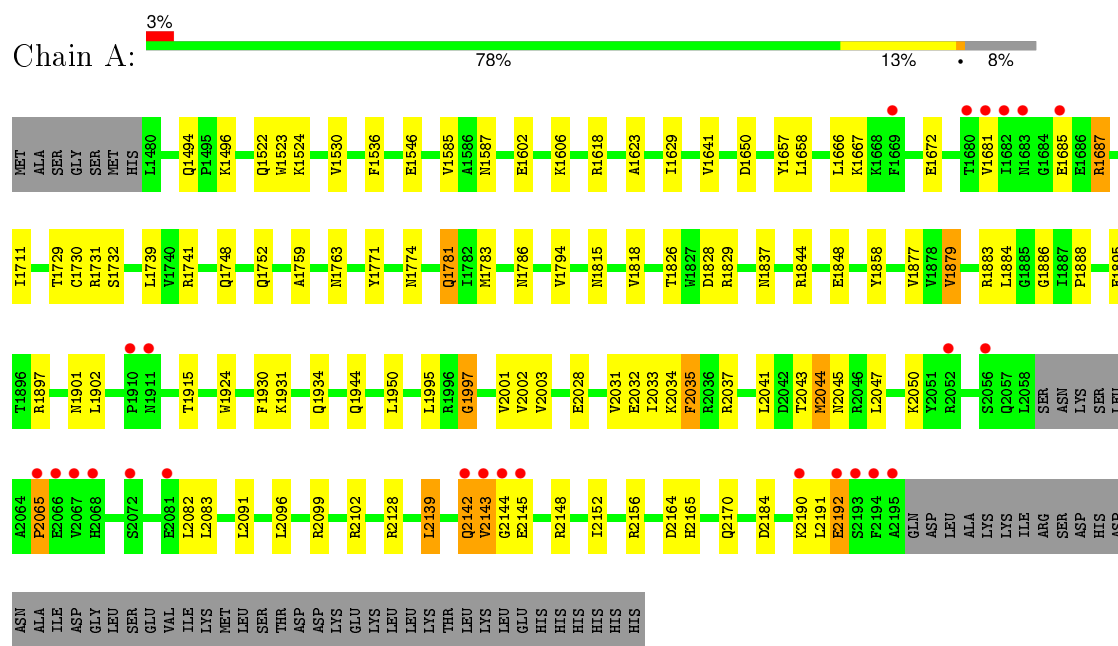 3%
Chain A:
78% 13% • 8%
MET ALA SER GLY SER MET HIS L1480 Q1494 P1495 K1496 Q1522 W1523 K1524 V1530 F1536 E1546 V1585 A1586 N1587 E1602 K1606 R1618 A1623 I1629 V1641 D1650 Y1657 L1658 L1666 K1667 K1668 F1669 E1672 T1680 V1681 I1682 N1683 G1684 E1685 E1686 R1687
I1711 T1729 C1730 R1731 S1732 L1739 V1740 R1741 Q1748 Q1752 A1759 N1763 Y1771 N1774 Q1781 I1782 M1783 N1786 V1794 N1815 V1818 T1826 W1827 D1828 R1829 N1837 R1844 E1848 Y1858 V1877 V1878 V1879 R1883 L1884 G1885 G1886 I1887 P1888
T1896 R1897 N1901 L1902 P1910 N1911 T1915 W1924 F1930 K1931 Q1934 Q1944 L1950 L1995 R1996 G1997 V2001 V2002 V2003 E2028 V2031 E2032 I2033 K2034 F2035 R2036 R2037 L2041 D2042 T2043 M2044 N2045 R2046 L2047 K2050 Y2051 R2052 S2056 Q2057 L2058 SER ASN LYS SER LEU
A2064 P2065 E2066 V2067 H2068 S2072 E2081 L2082 L2083 L2091 L2096 R2099 R2102 R2128 L2139 Q2142 V2143 G2144 E2145 R2148 I2152 R2156 D2164 H2165 Q2170 D2184 K2190 L2191 E2192 S2193 F2194 A2195 GLN ASP LEU ALA LYS LYS ILE ARG SER ASP HIS ASP
ASN ALA ILE ASP GLY LEU SER GLU VAL ILE LYS MET LEU SER THR ASP ASP LYS GLU LYS LEU LEU LYS THR LEU LYS LEU GLU HIS HIS HIS HIS HIS HIS